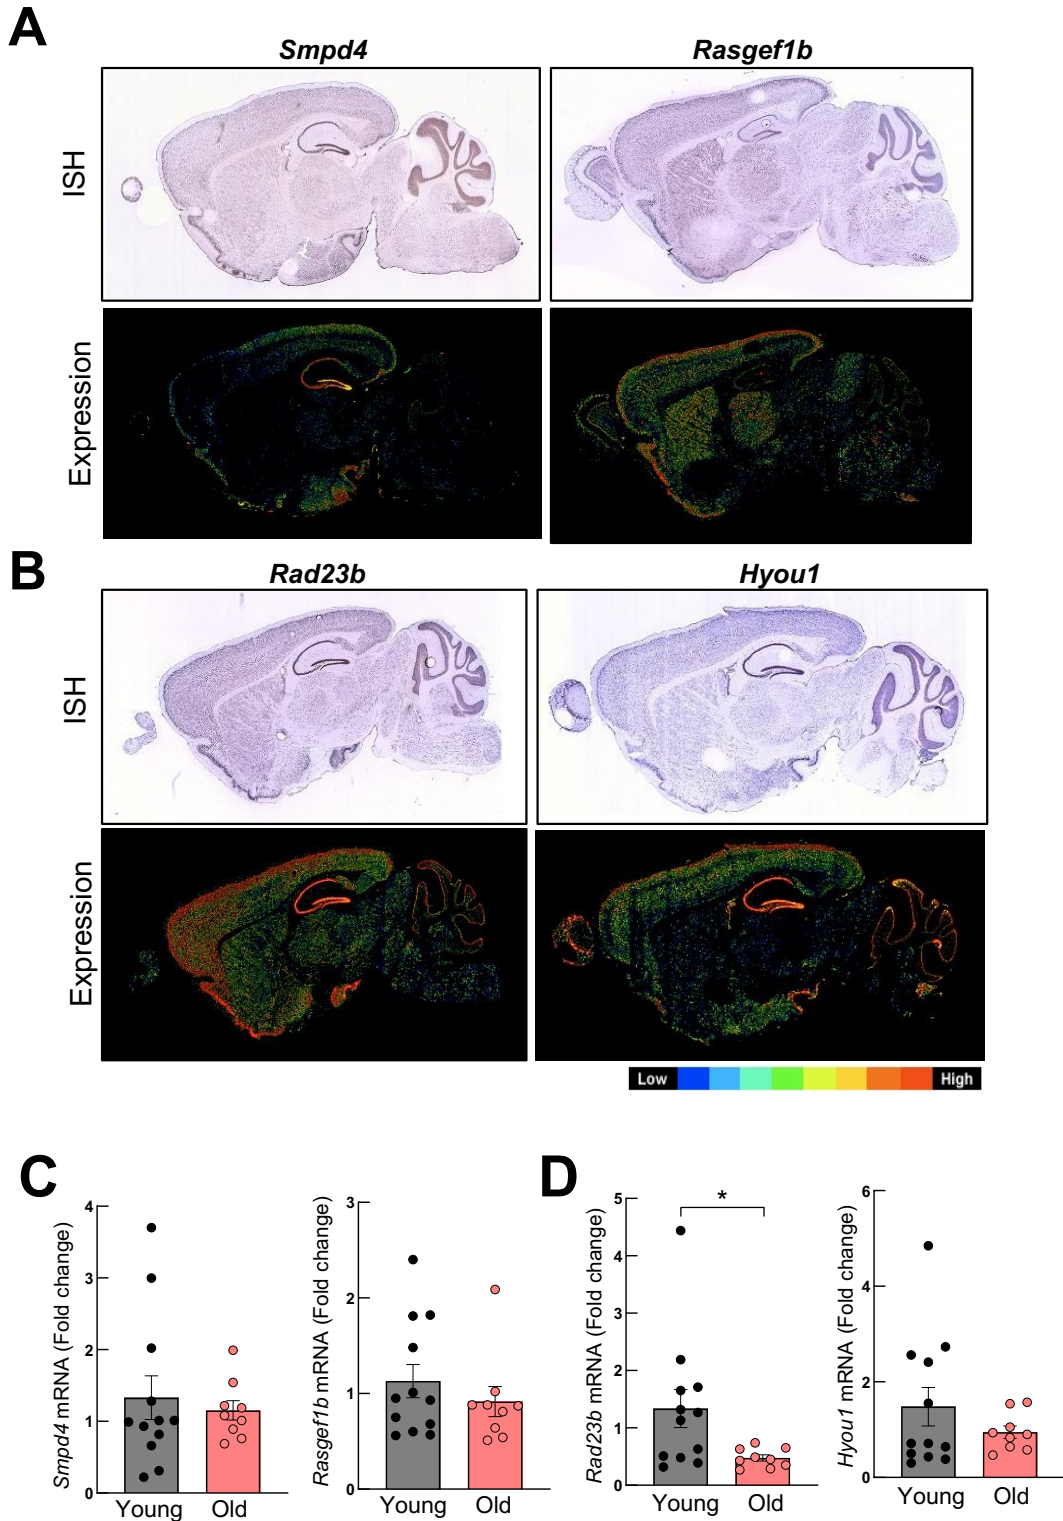 A
Smpd4
Rasgef1b
ISH
Expression
B
Rad23b
Hyou1
ISH
Expression
Low
High
C
Smpd4 mRNA (Fold change)
4
3
2
1
0
Young
Old
Rasgef1b mRNA (Fold change)
3
2
1
0
Young
Old
D
Rad23b mRNA (Fold change)
5
4
3
2
1
0
*
Young
Old
Hyou1 mRNA (Fold change)
6
4
2
0
Young
Old